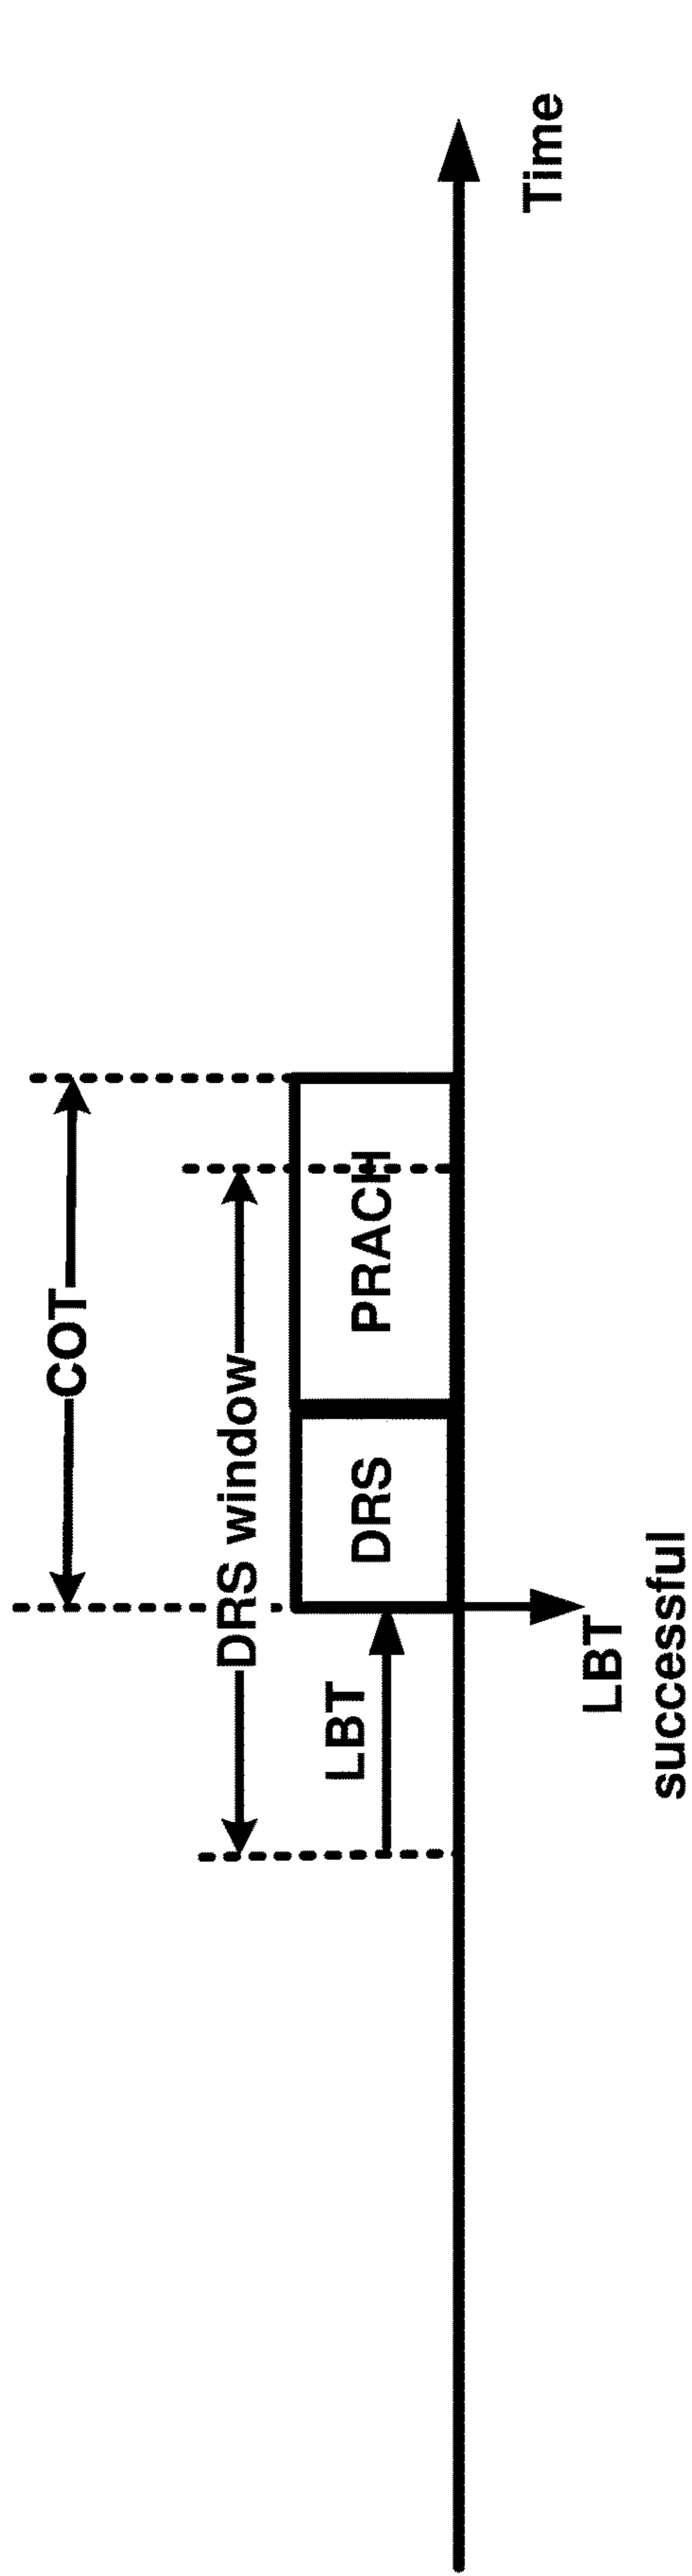 COT
DRS window
LBT
DRS
PRACH
Time
LBT
successful